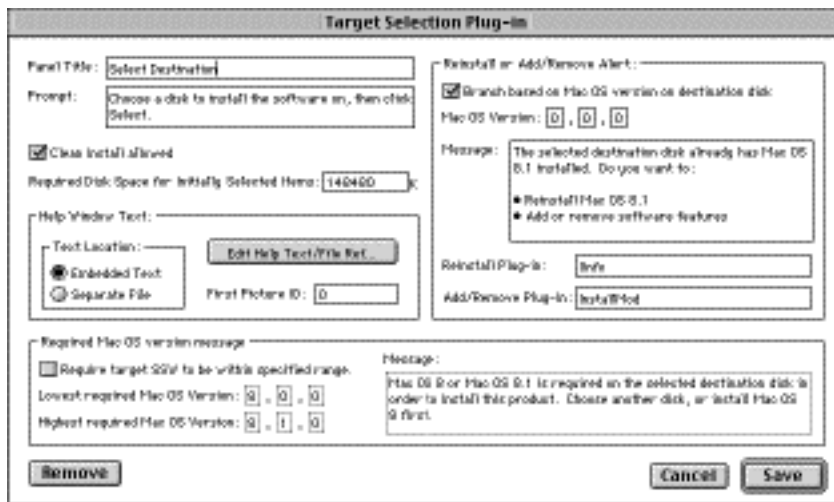 Target Selection Plug-in
Panel Title: Select Destination
Prompt: Choose a disk to install the software on, then click
Select.
Clean install allowed
Required Disk Space for Initially Selected Items: K
Help Window Text:
Text Location:
Embedded Text
Separate File
Edit Help Text/File Ref...
First Picture ID: 0
Reinstall or Add/Remove Alert:
Branch based on Mac OS version on destination disk
Mac OS Version: 0 . 0 . 0
Message: The selected destination disk already has Mac OS
8.1 installed. Do you want to:
● Reinstall Mac OS 8.1
● Add or remove software features
Reinstall Plug-in:
Add/Remove Plug-in: InstallMod
Required Mac OS version message
Require target SSW to be within specified range.
Lowest required Mac OS Version: 8 . 0 . 0
Highest required Mac OS Version: 8 . 1 . 0
Message:
Mac OS 8 or Mac OS 8.1 is required on the selected destination disk in
order to install this product. Choose another disk, or install Mac OS
8 first.
Remove
Cancel
Save